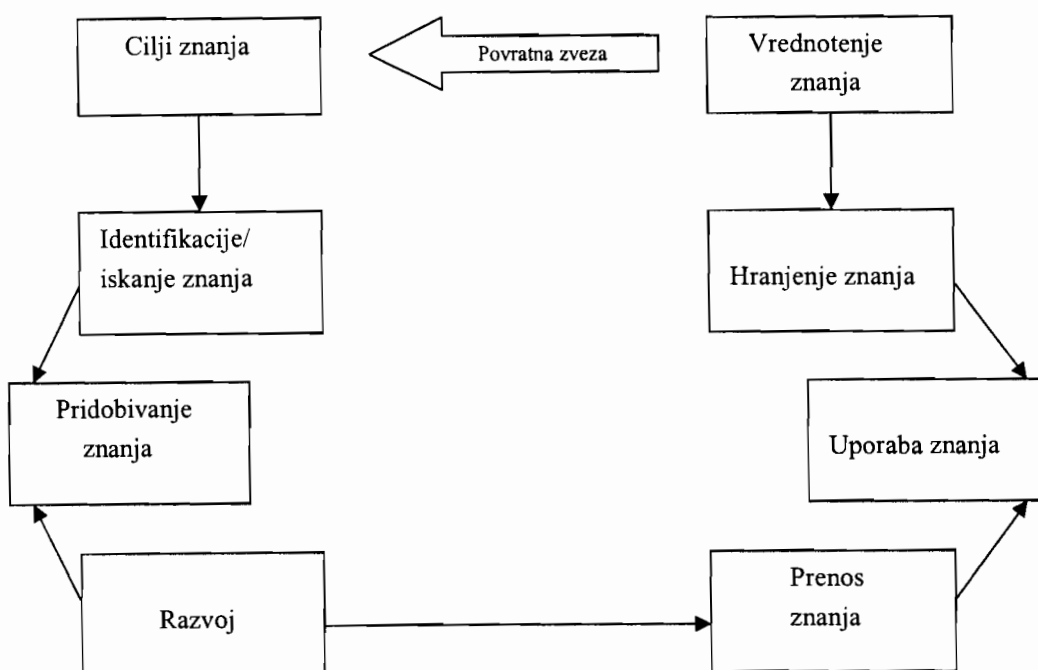 Cilji znanja
Povratna zveza
Vrednotenje
znanja
Identifikacije/
iskanje znanja
Hranjenje znanja
Pridobivanje
znanja
Uporaba znanja
Razvoj
Prenos
znanja